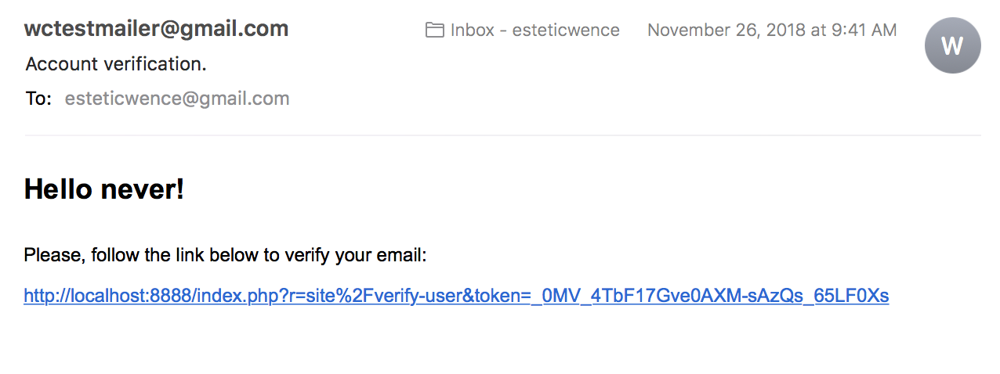 wctestmailer@gmail.com
Inbox - esteticwence
November 26, 2018 at 9:41 AM
W
Account verification.
To: esteticwence@gmail.com
Hello never!
Please, follow the link below to verify your email:
http://localhost:8888/index.php?r=site%2Fverify-user&token=_0MV_4TbF17Gve0AXM-sAzQs_65LF0Xs